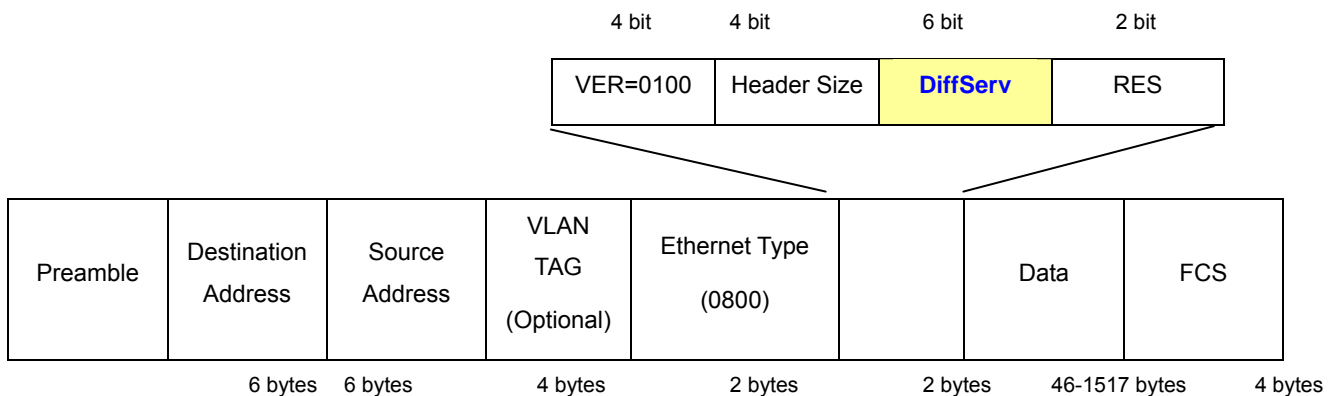 4 bit 4 bit 6 bit 2 bit
VER=0100 Header Size DiffServ RES
Preamble
Destination
Address
Source
Address
VLAN
TAG
(Optional)
Ethernet Type
(0800)
Data
FCS
6 bytes 6 bytes 4 bytes 2 bytes 2 bytes 46-1517 bytes 4 bytes